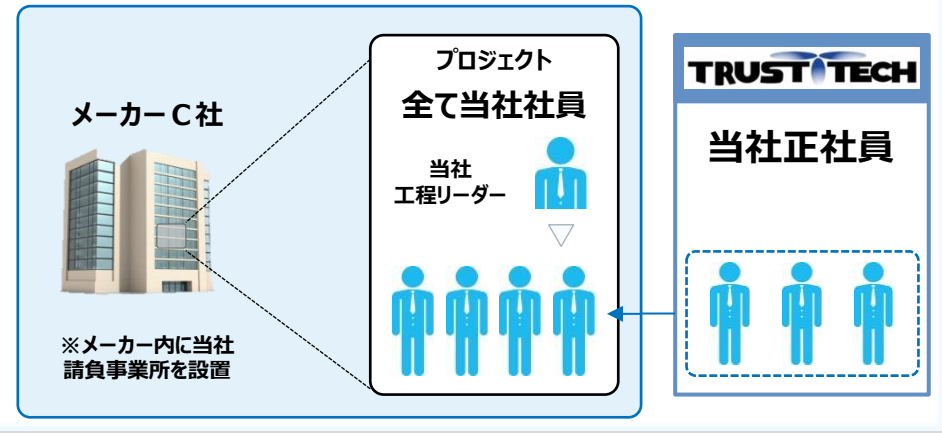 メーカーC社
※メーカー内に当社
請負事業所を設置
プロジェクト
全て当社社員
当社
工程リーダー
TRUST TECH
当社正社員